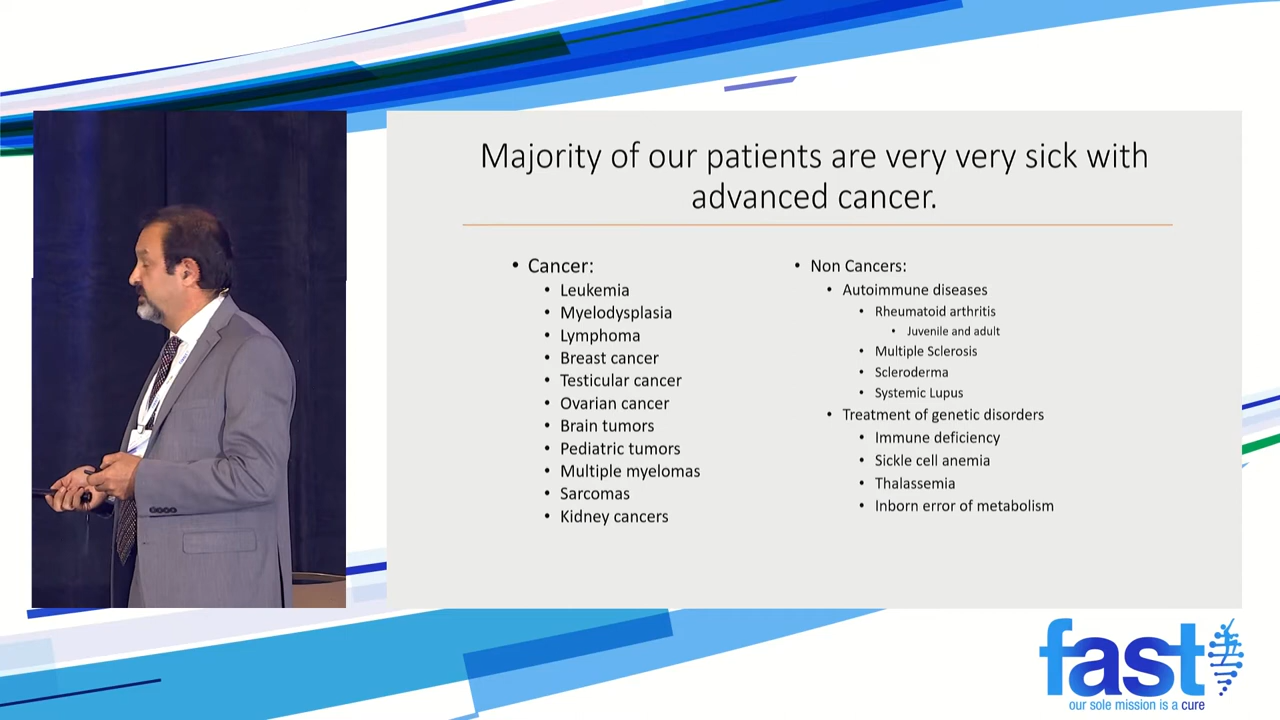 Majority of our patients are very very sick with
advanced cancer.
• Cancer:
• Leukemia
• Myelodysplasia
• Lymphoma
• Breast cancer
• Testicular cancer
• Ovarian cancer
• Brain tumors
• Pediatric tumors
• Multiple myelomas
• Sarcomas
• Kidney cancers
• Non Cancers:
• Autoimmune diseases
• Rheumatoid arthritis
• Juvenile and adult
• Multiple Sclerosis
• Scleroderma
• Systemic Lupus
• Treatment of genetic disorders
• Immune deficiency
• Sickle cell anemia
• Thalassemia
• Inborn error of metabolism
fast
our sole mission is a cure